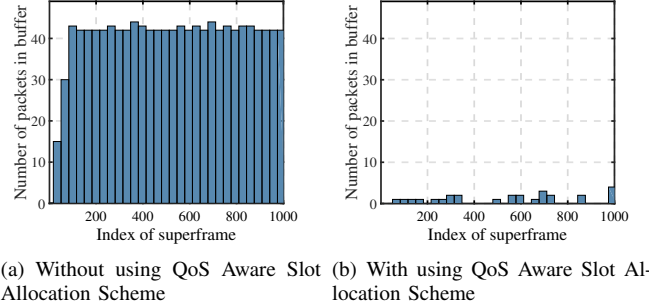 Number of packets in buffer
40
30
20
10
0
200 400 600 800 1000
Index of superframe
(a) Without using QoS Aware Slot
Allocation Scheme
Number of packets in buffer
40
30
20
10
0
200 400 600 800 1000
Index of superframe
(b) With using QoS Aware Slot Al-
location Scheme